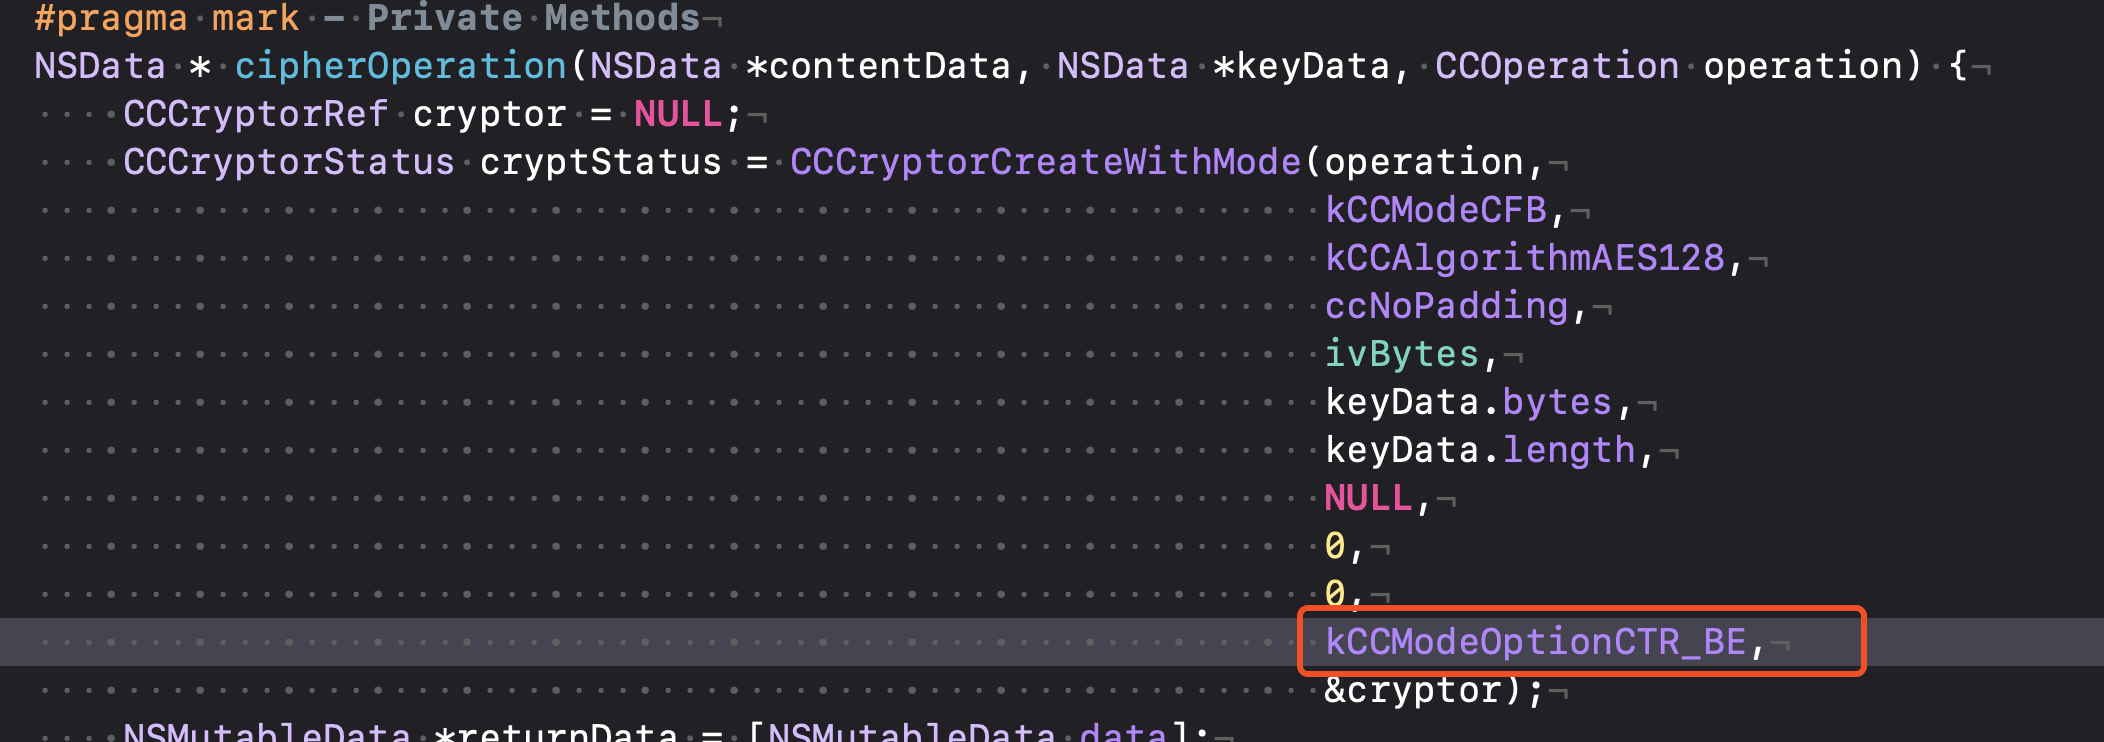 #pragma mark - Private Methods
NSData * cipherOperation(NSData *contentData, NSData *keyData, CCOperation operation) {
CCCryptorRef cryptor = NULL;
CCCryptorStatus cryptStatus = CCCryptorCreateWithMode(operation,
kCCModeCFB,
kCCAlgorithmAES128,
ccNoPadding,
ivBytes,
keyData.bytes,
keyData.length,
NULL,
0,
0,
kCCModeOptionCTR_BE,
&cryptor);
NSMutableData *returnData = [NSMutableData data];